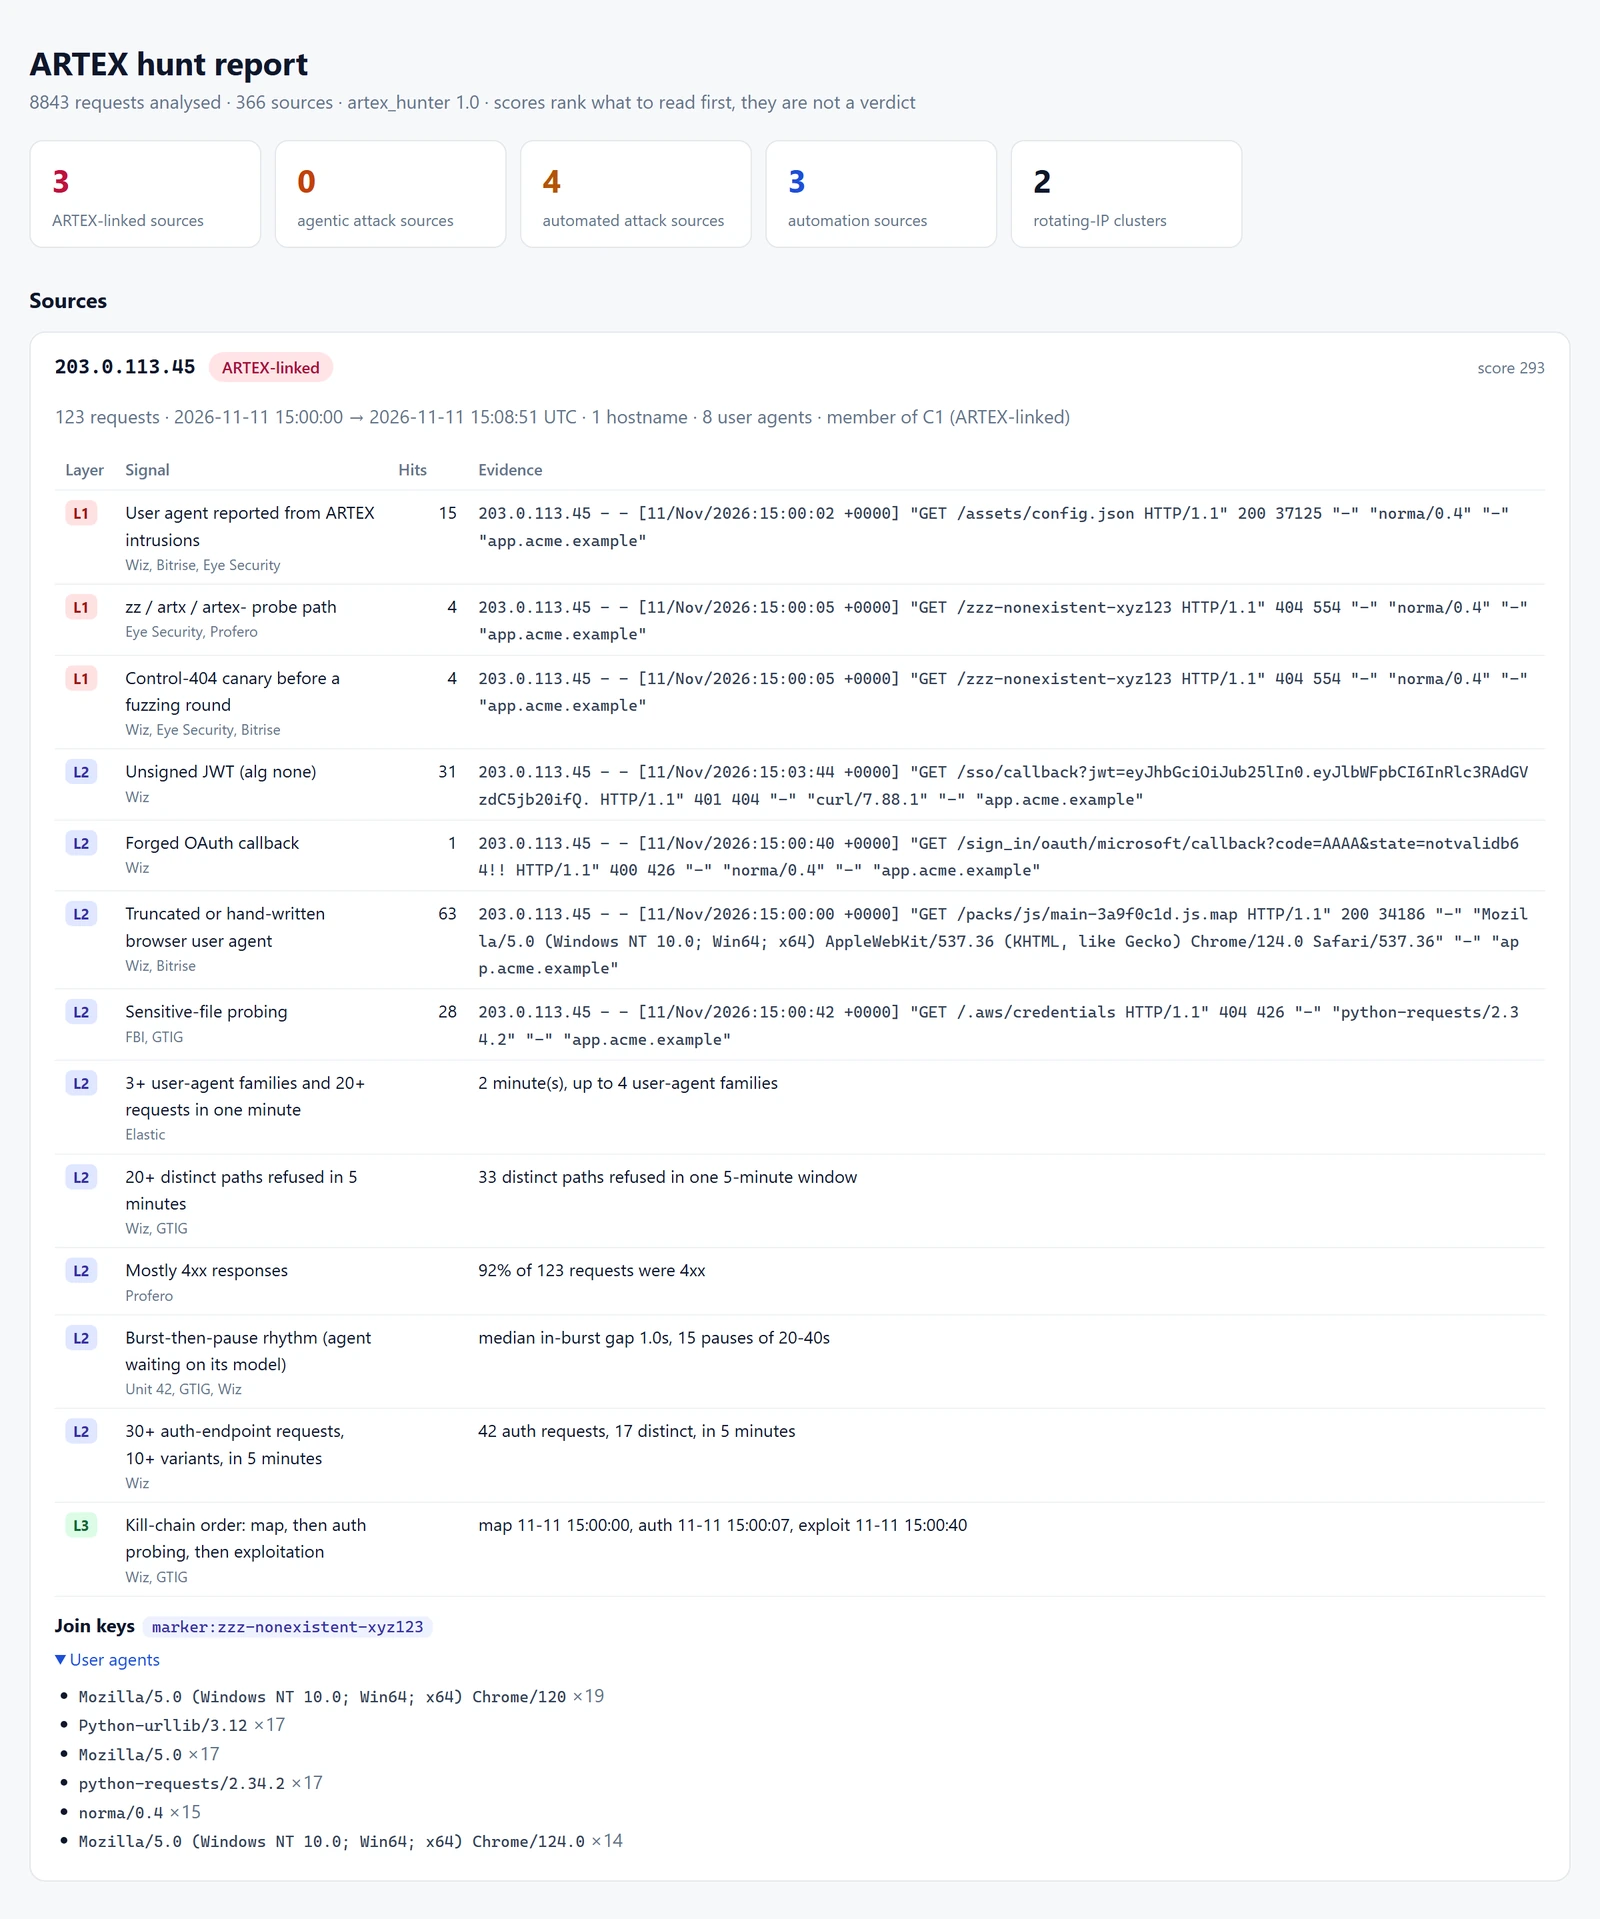 ARTEX hunt report
8843 requests analysed · 366 sources · artex_hunter 1.0 · scores rank what to read first, they are not a verdict
3
ARTEX-linked sources
0
agentic attack sources
4
automated attack sources
3
automation sources
2
rotating-IP clusters
Sources
203.0.113.45 ARTEX-linked score 293
123 requests · 2026-11-11 15:00:00 → 2026-11-11 15:08:51 UTC · 1 hostname · 8 user agents · member of C1 (ARTEX-linked)
Layer Signal Hits Evidence
L1 User agent reported from ARTEX 15 203.0.113.45 - - [11/Nov/2026:15:00:02 +0000] "GET /assets/config.json HTTP/1.1" 200 37125 "-" "norma/0.4" "-"
intrusions "app.acme.example"
Wiz, Bitrise, Eye Security
L1 zz / artx / artex- probe path 4 203.0.113.45 - - [11/Nov/2026:15:00:05 +0000] "GET /zzz-nonexistent-xyz123 HTTP/1.1" 404 554 "-" "norma/0.4" "-"
Eye Security, Profero "app.acme.example"
L1 Control-404 canary before a 4 203.0.113.45 - - [11/Nov/2026:15:00:05 +0000] "GET /zzz-nonexistent-xyz123 HTTP/1.1" 404 554 "-" "norma/0.4" "-"
fuzzing round "app.acme.example"
Wiz, Eye Security, Bitrise
L2 Unsigned JWT (alg none) 31 203.0.113.45 - - [11/Nov/2026:15:03:44 +0000] "GET /sso/callback?jwt=eyJhbGciOiJub25lIn0.eyJlbWFpbCI6InRlc3RAdGV
Wiz zdC5jb20ifQ. HTTP/1.1" 401 404 "-" "curl/7.88.1" "-" "app.acme.example"
L2 Forged OAuth callback 1 203.0.113.45 - - [11/Nov/2026:15:00:40 +0000] "GET /sign_in/oauth/microsoft/callback?code=AAAA&state=notvalidb6
Wiz 4!! HTTP/1.1" 400 426 "-" "norma/0.4" "-" "app.acme.example"
L2 Truncated or hand-written 63 203.0.113.45 - - [11/Nov/2026:15:00:00 +0000] "GET /packs/js/main-3a9f0c1d.js.map HTTP/1.1" 200 34186 "-" "Mozil
browser user agent la/5.0 (Windows NT 10.0; Win64; x64) AppleWebKit/537.36 (KHTML, like Gecko) Chrome/124.0 Safari/537.36" "-" "ap
Wiz, Bitrise p.acme.example"
L2 Sensitive-file probing 28 203.0.113.45 - - [11/Nov/2026:15:00:42 +0000] "GET /.aws/credentials HTTP/1.1" 404 426 "-" "python-requests/2.3
FBI, GTIG 4.2" "-" "app.acme.example"
L2 3+ user-agent families and 20+ 2 minute(s), up to 4 user-agent families
requests in one minute
Elastic
L2 20+ distinct paths refused in 5 33 distinct paths refused in one 5-minute window
minutes
Wiz, GTIG
L2 Mostly 4xx responses 92% of 123 requests were 4xx
Profero
L2 Burst-then-pause rhythm (agent median in-burst gap 1.0s, 15 pauses of 20-40s
waiting on its model)
Unit 42, GTIG, Wiz
L2 30+ auth-endpoint requests, 42 auth requests, 17 distinct, in 5 minutes
10+ variants, in 5 minutes
Wiz
L3 Kill-chain order: map, then auth map 11-11 15:00:00, auth 11-11 15:00:07, exploit 11-11 15:00:40
probing, then exploitation
Wiz, GTIG
Join keys marker:zzz-nonexistent-xyz123
▼ User agents
• Mozilla/5.0 (Windows NT 10.0; Win64; x64) Chrome/120 ×19
• Python-urllib/3.12 ×17
• Mozilla/5.0 ×17
• python-requests/2.34.2 ×17
• norma/0.4 ×15
• Mozilla/5.0 (Windows NT 10.0; Win64; x64) Chrome/124.0 ×14